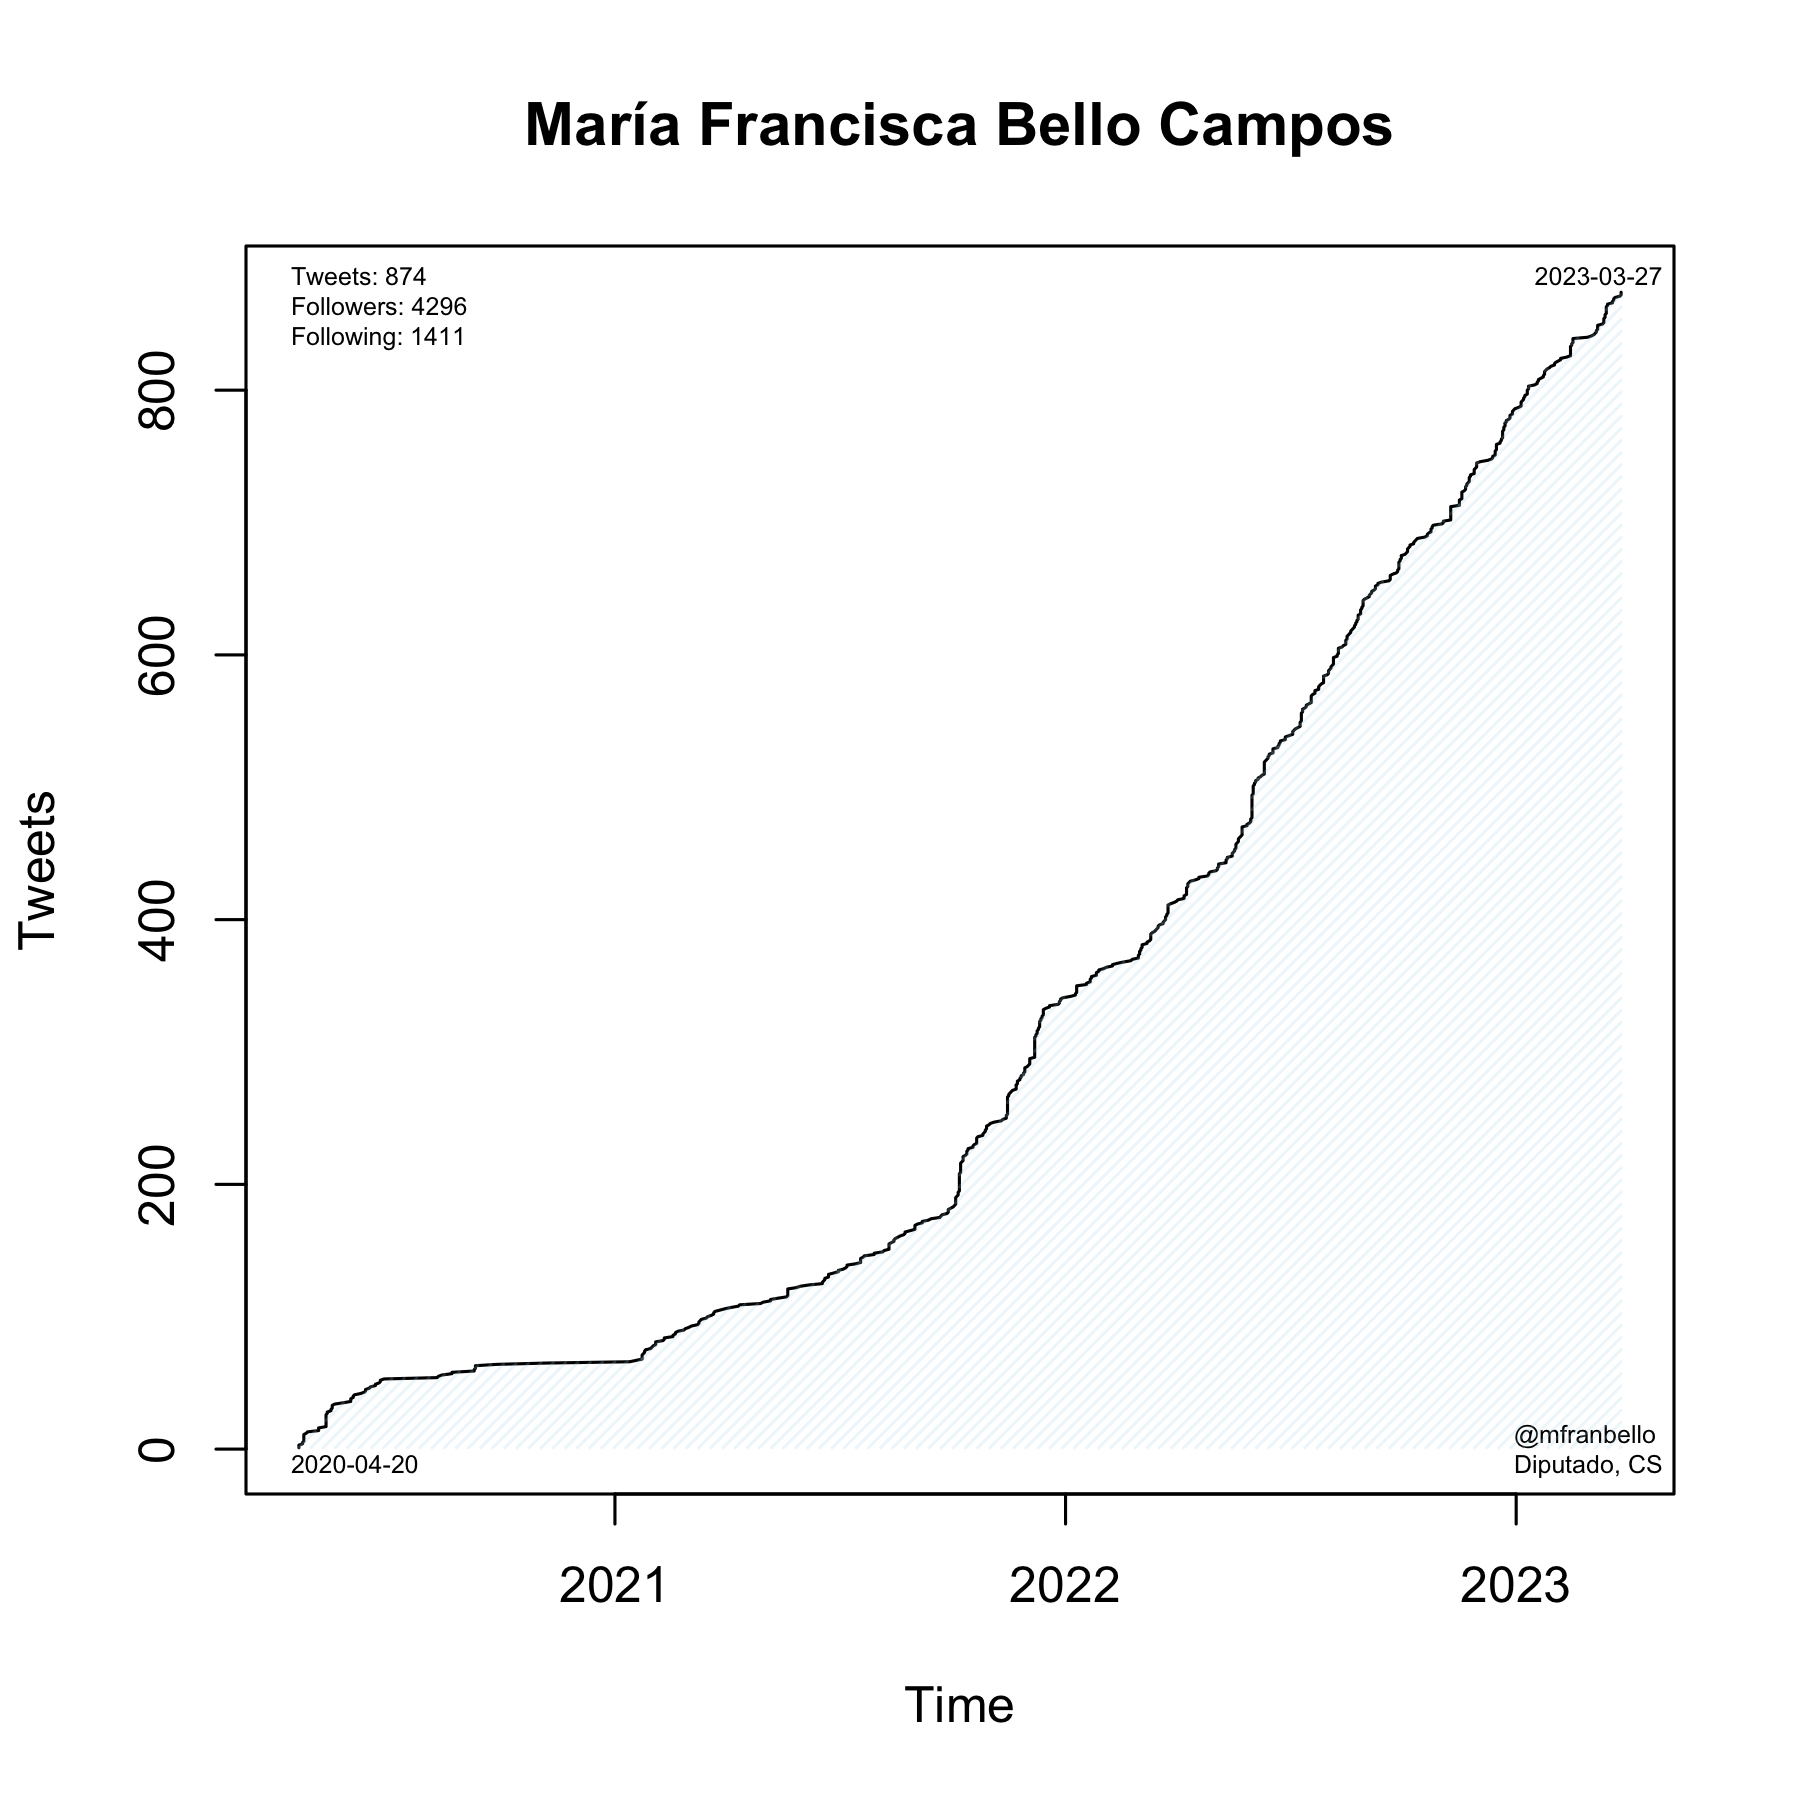 María Francisca Bello Campos
Tweets: 874
Followers: 4296
Following: 1411
2023-03-27
800
600
400
200
0
Tweets
@mfranbello
Diputado, CS
2020-04-20
2021
2022
2023
Time